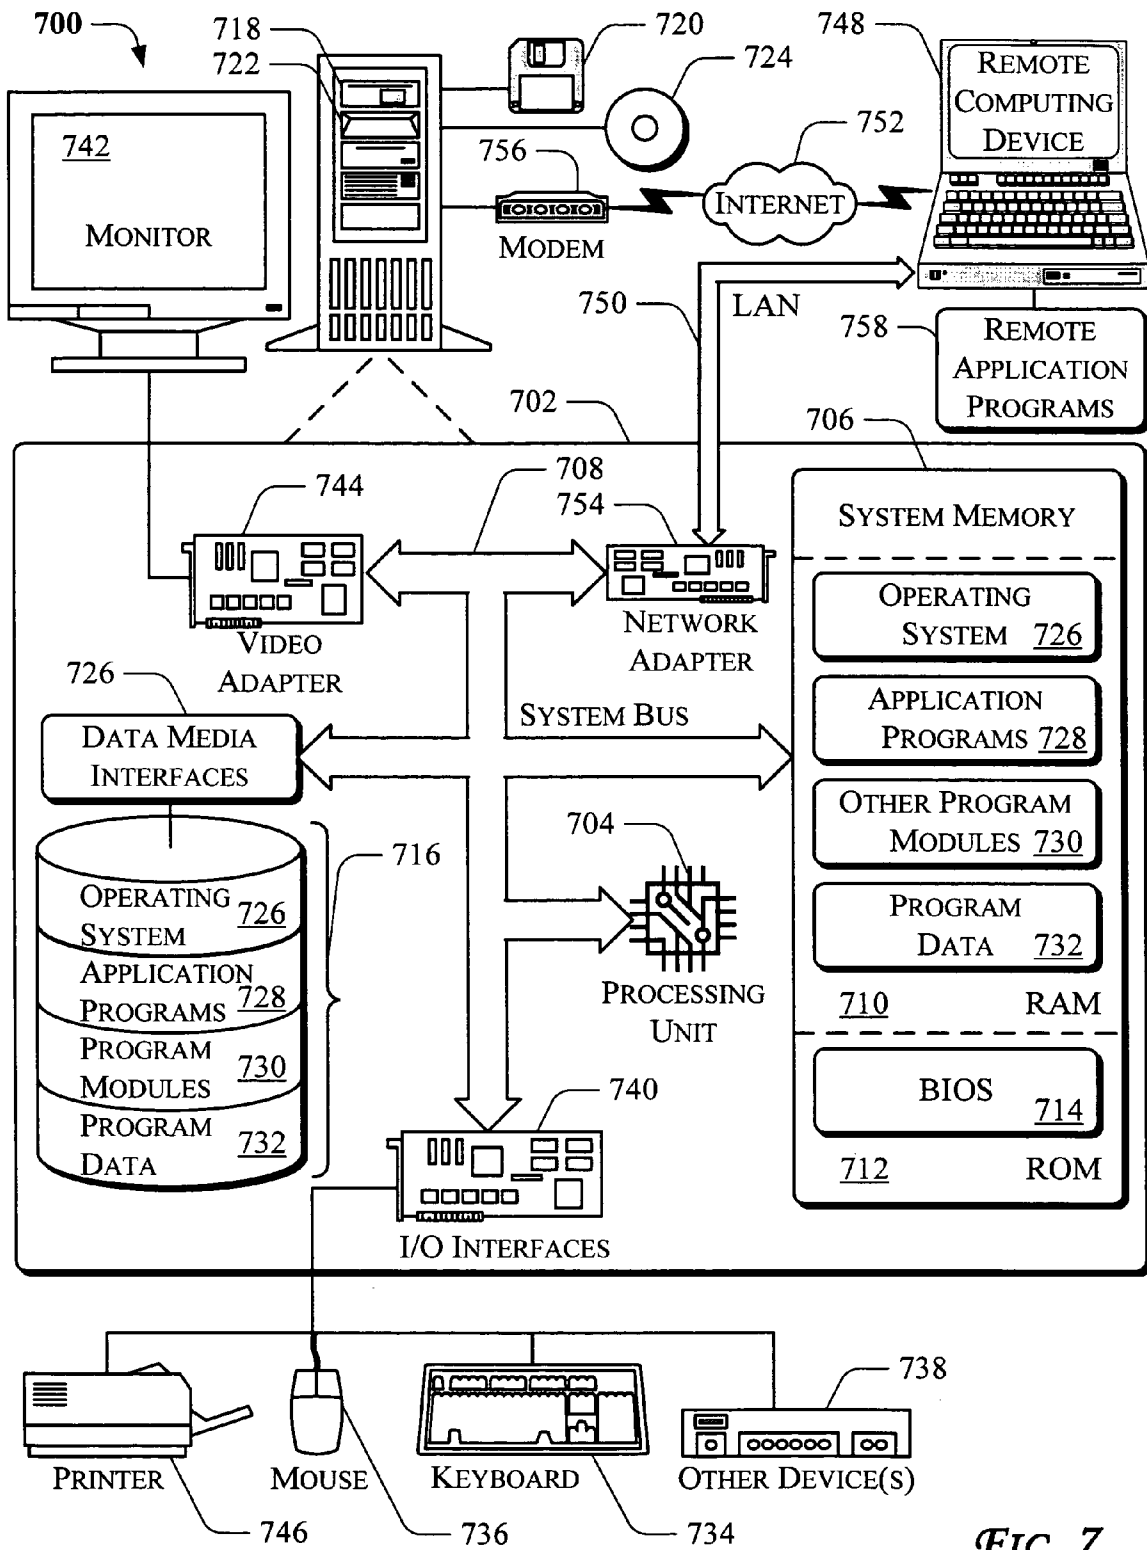 700
718
722
720
724
748
REMOTE
COMPUTING
DEVICE
742
MONITOR
756
MODEM
752
INTERNET
750
LAN
758
REMOTE
APPLICATION
PROGRAMS
702
706
708
744
754
SYSTEM MEMORY
VIDEO
ADAPTER
NETWORK
ADAPTER
OPERATING
SYSTEM 726
726
DATA MEDIA
INTERFACES
SYSTEM BUS
APPLICATION
PROGRAMS 728
OTHER PROGRAM
MODULES 730
704
PROCESSING
UNIT
PROGRAM
DATA 732
710 RAM
716
OPERATING
SYSTEM 726
APPLICATION
PROGRAMS 728
PROGRAM
MODULES 730
PROGRAM
DATA 732
BIOS
714
712 ROM
740
I/O INTERFACES
PRINTER
746
MOUSE
736
KEYBOARD
734
738
OTHER DEVICE(S)
FIG. 7